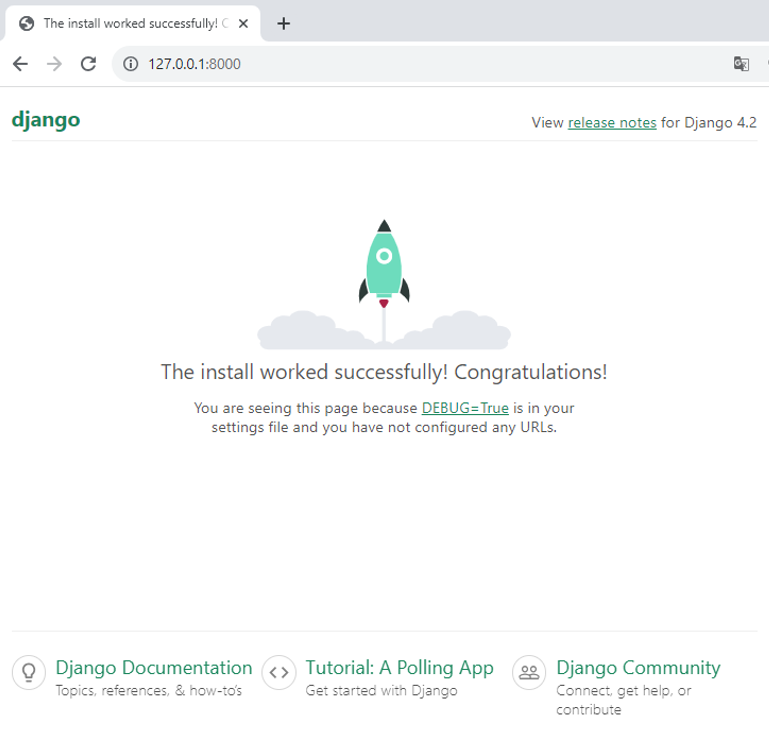 The install worked successfully! C
127.0.0.1:8000
django
View release notes for Django 4.2
The install worked successfully! Congratulations!
You are seeing this page because DEBUG=True is in your
settings file and you have not configured any URLs.
Django Documentation
Topics, references, & how-to’s
Tutorial: A Polling App
Get started with Django
Django Community
Connect, get help, or
contribute